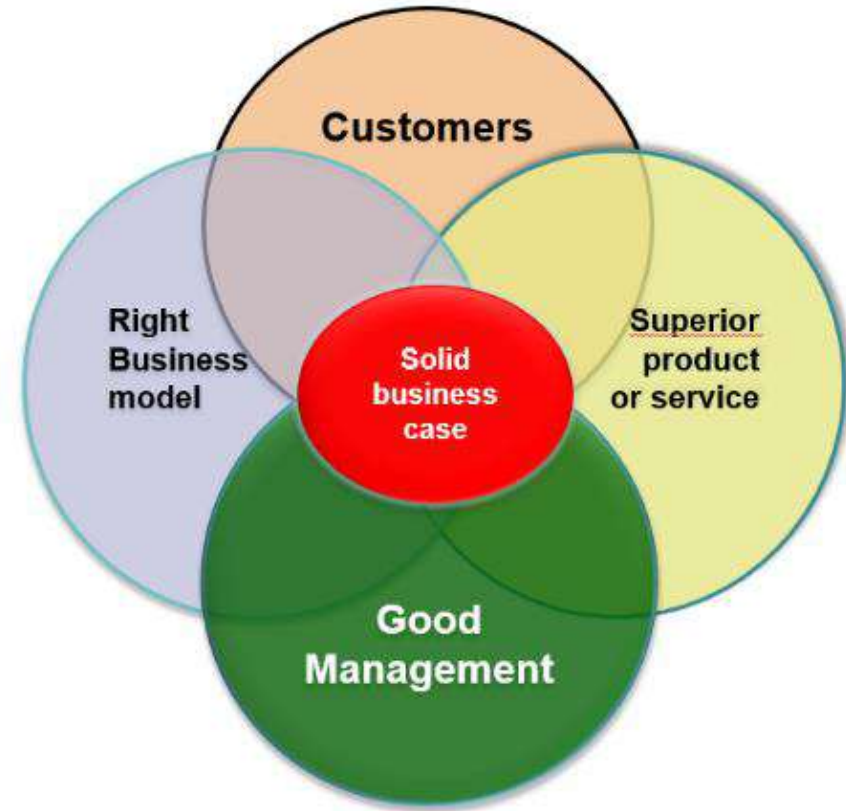 Customers
Right
Business
model
Solid
business
case
Superior
product
or service
Good
Management